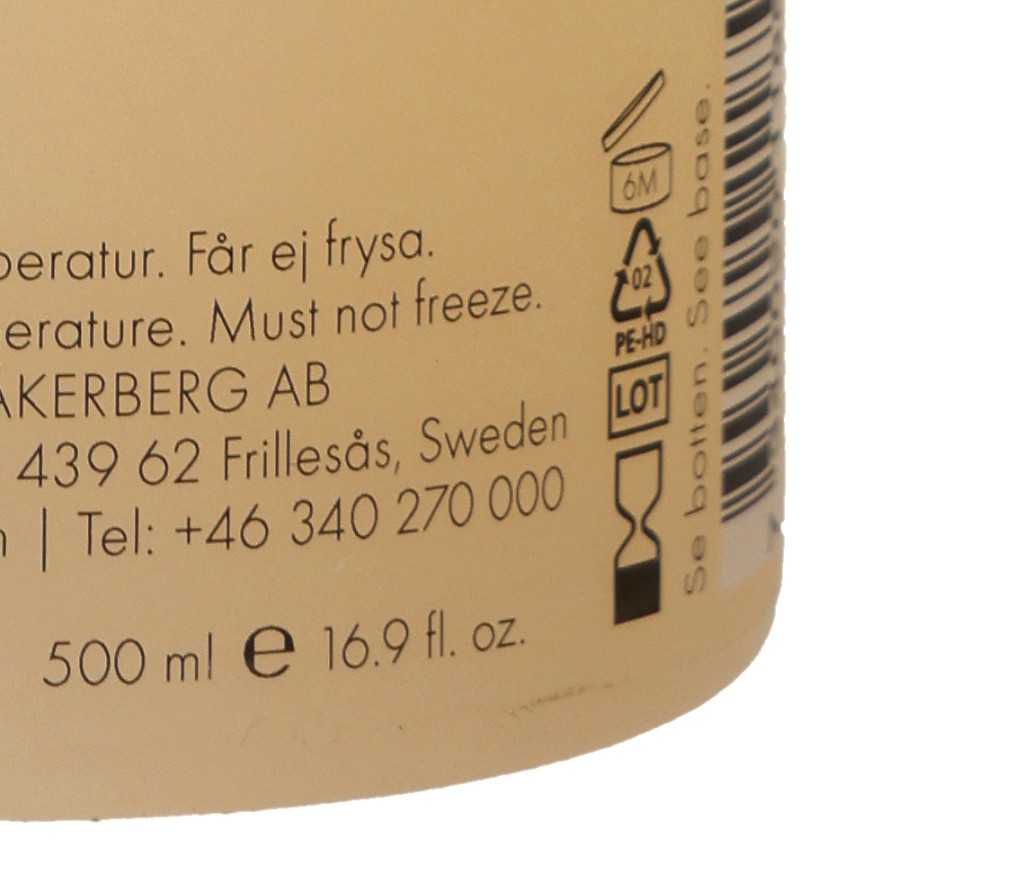 peratur. Får ej frysa.
erature. Must not freeze.
ÅKERBERG AB
439 62 Frillesås, Sweden
| Tel: +46 340 270 000
500 ml e 16.9 fl. oz.
6M
02
PE-HD
LOT
Se botten. See base.